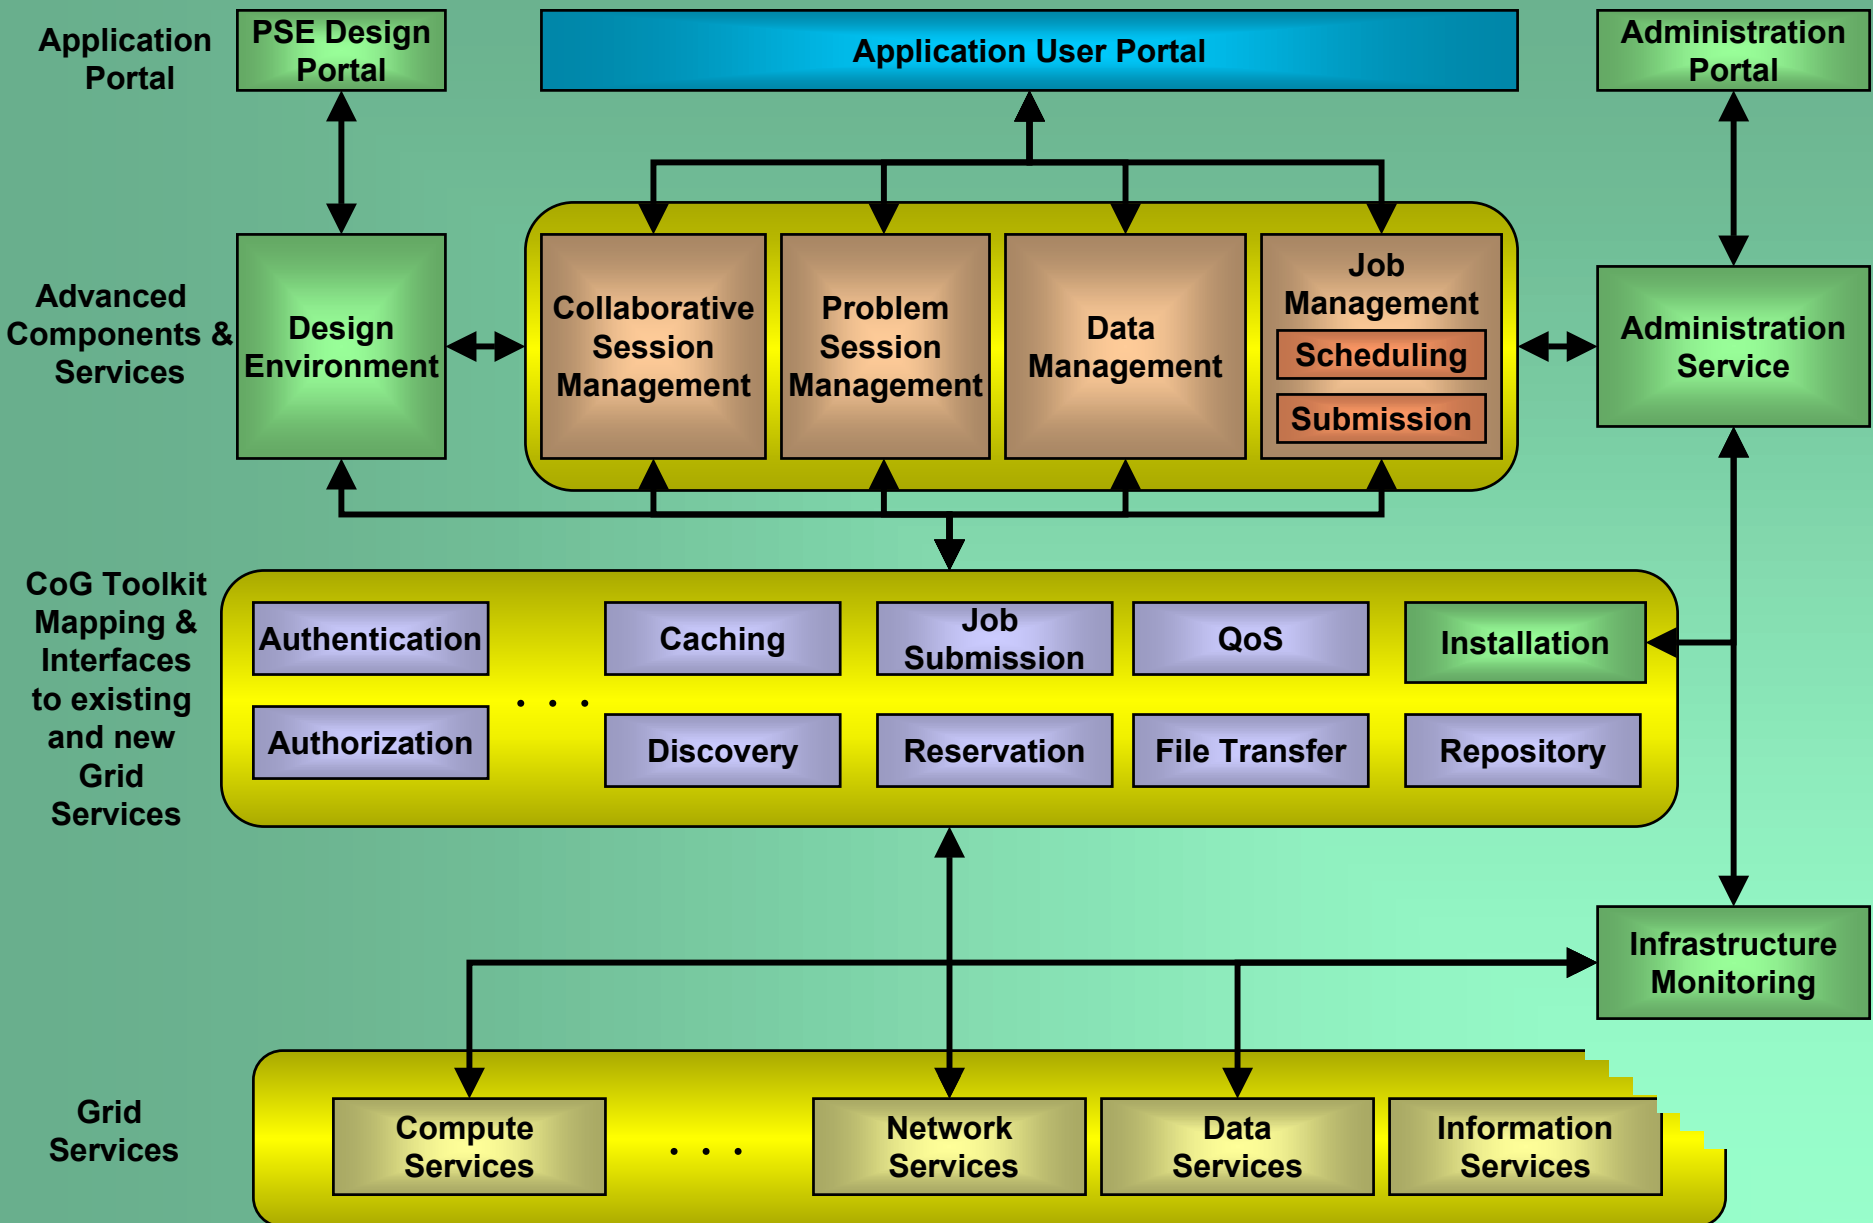 Application
Portal
PSE Design
Portal
Application User Portal
Administration
Portal
Advanced
Components &
Services
Design
Environment
Collaborative
Session
Management
Problem
Session
Management
Data
Management
Job
Management
Scheduling
Submission
Administration
Service
CoG Toolkit
Mapping &
Interfaces
to existing
and new
Grid
Services
Authentication
Caching
Job
Submission
QoS
Installation
. . .
Authorization
Discovery
Reservation
File Transfer
Repository
Infrastructure
Monitoring
Grid
Services
Compute
Services
. . .
Network
Services
Data
Services
Information
Services